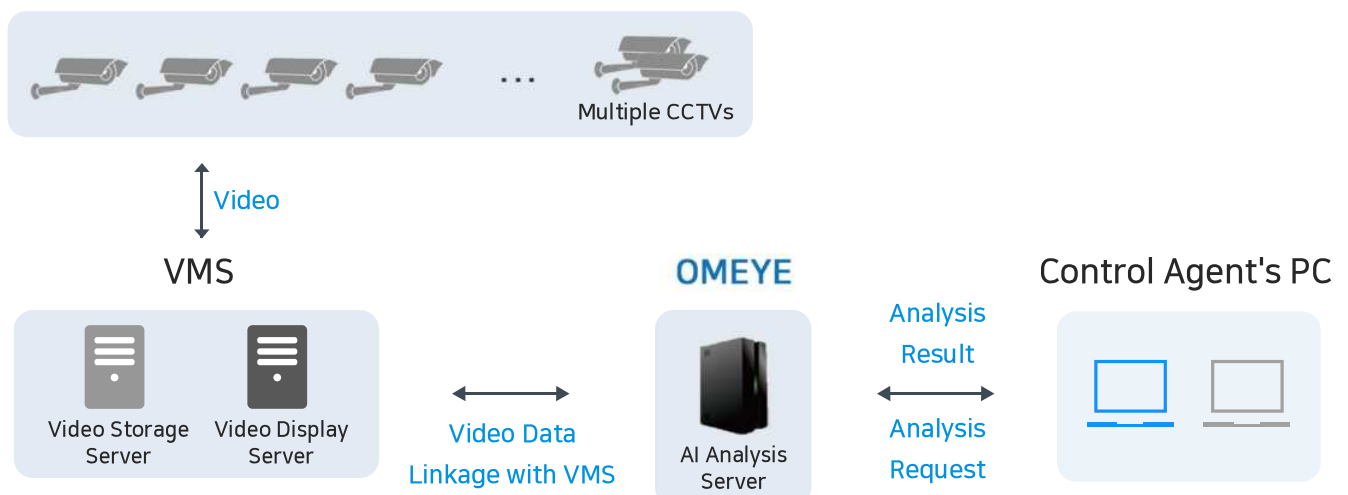 ...
Multiple CCTVs
Video
VMS
OMEYE
Control Agent's PC
Video Storage
Server
Video Display
Server
Video Data
Linkage with VMS
AI Analysis
Server
Analysis
Result
Analysis
Request